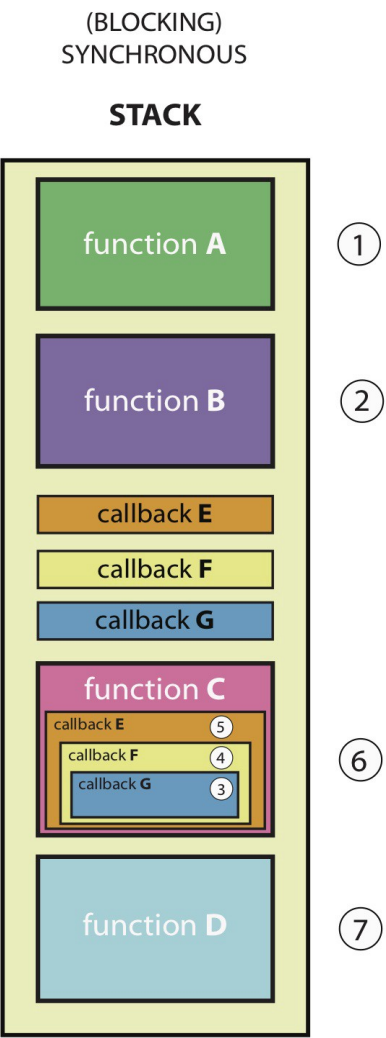 (BLOCKING)
SYNCHRONOUS
STACK
function A
1
function B
2
callback E
callback F
callback G
function C
callback E
5
callback F
4
callback G
3
6
function D
7